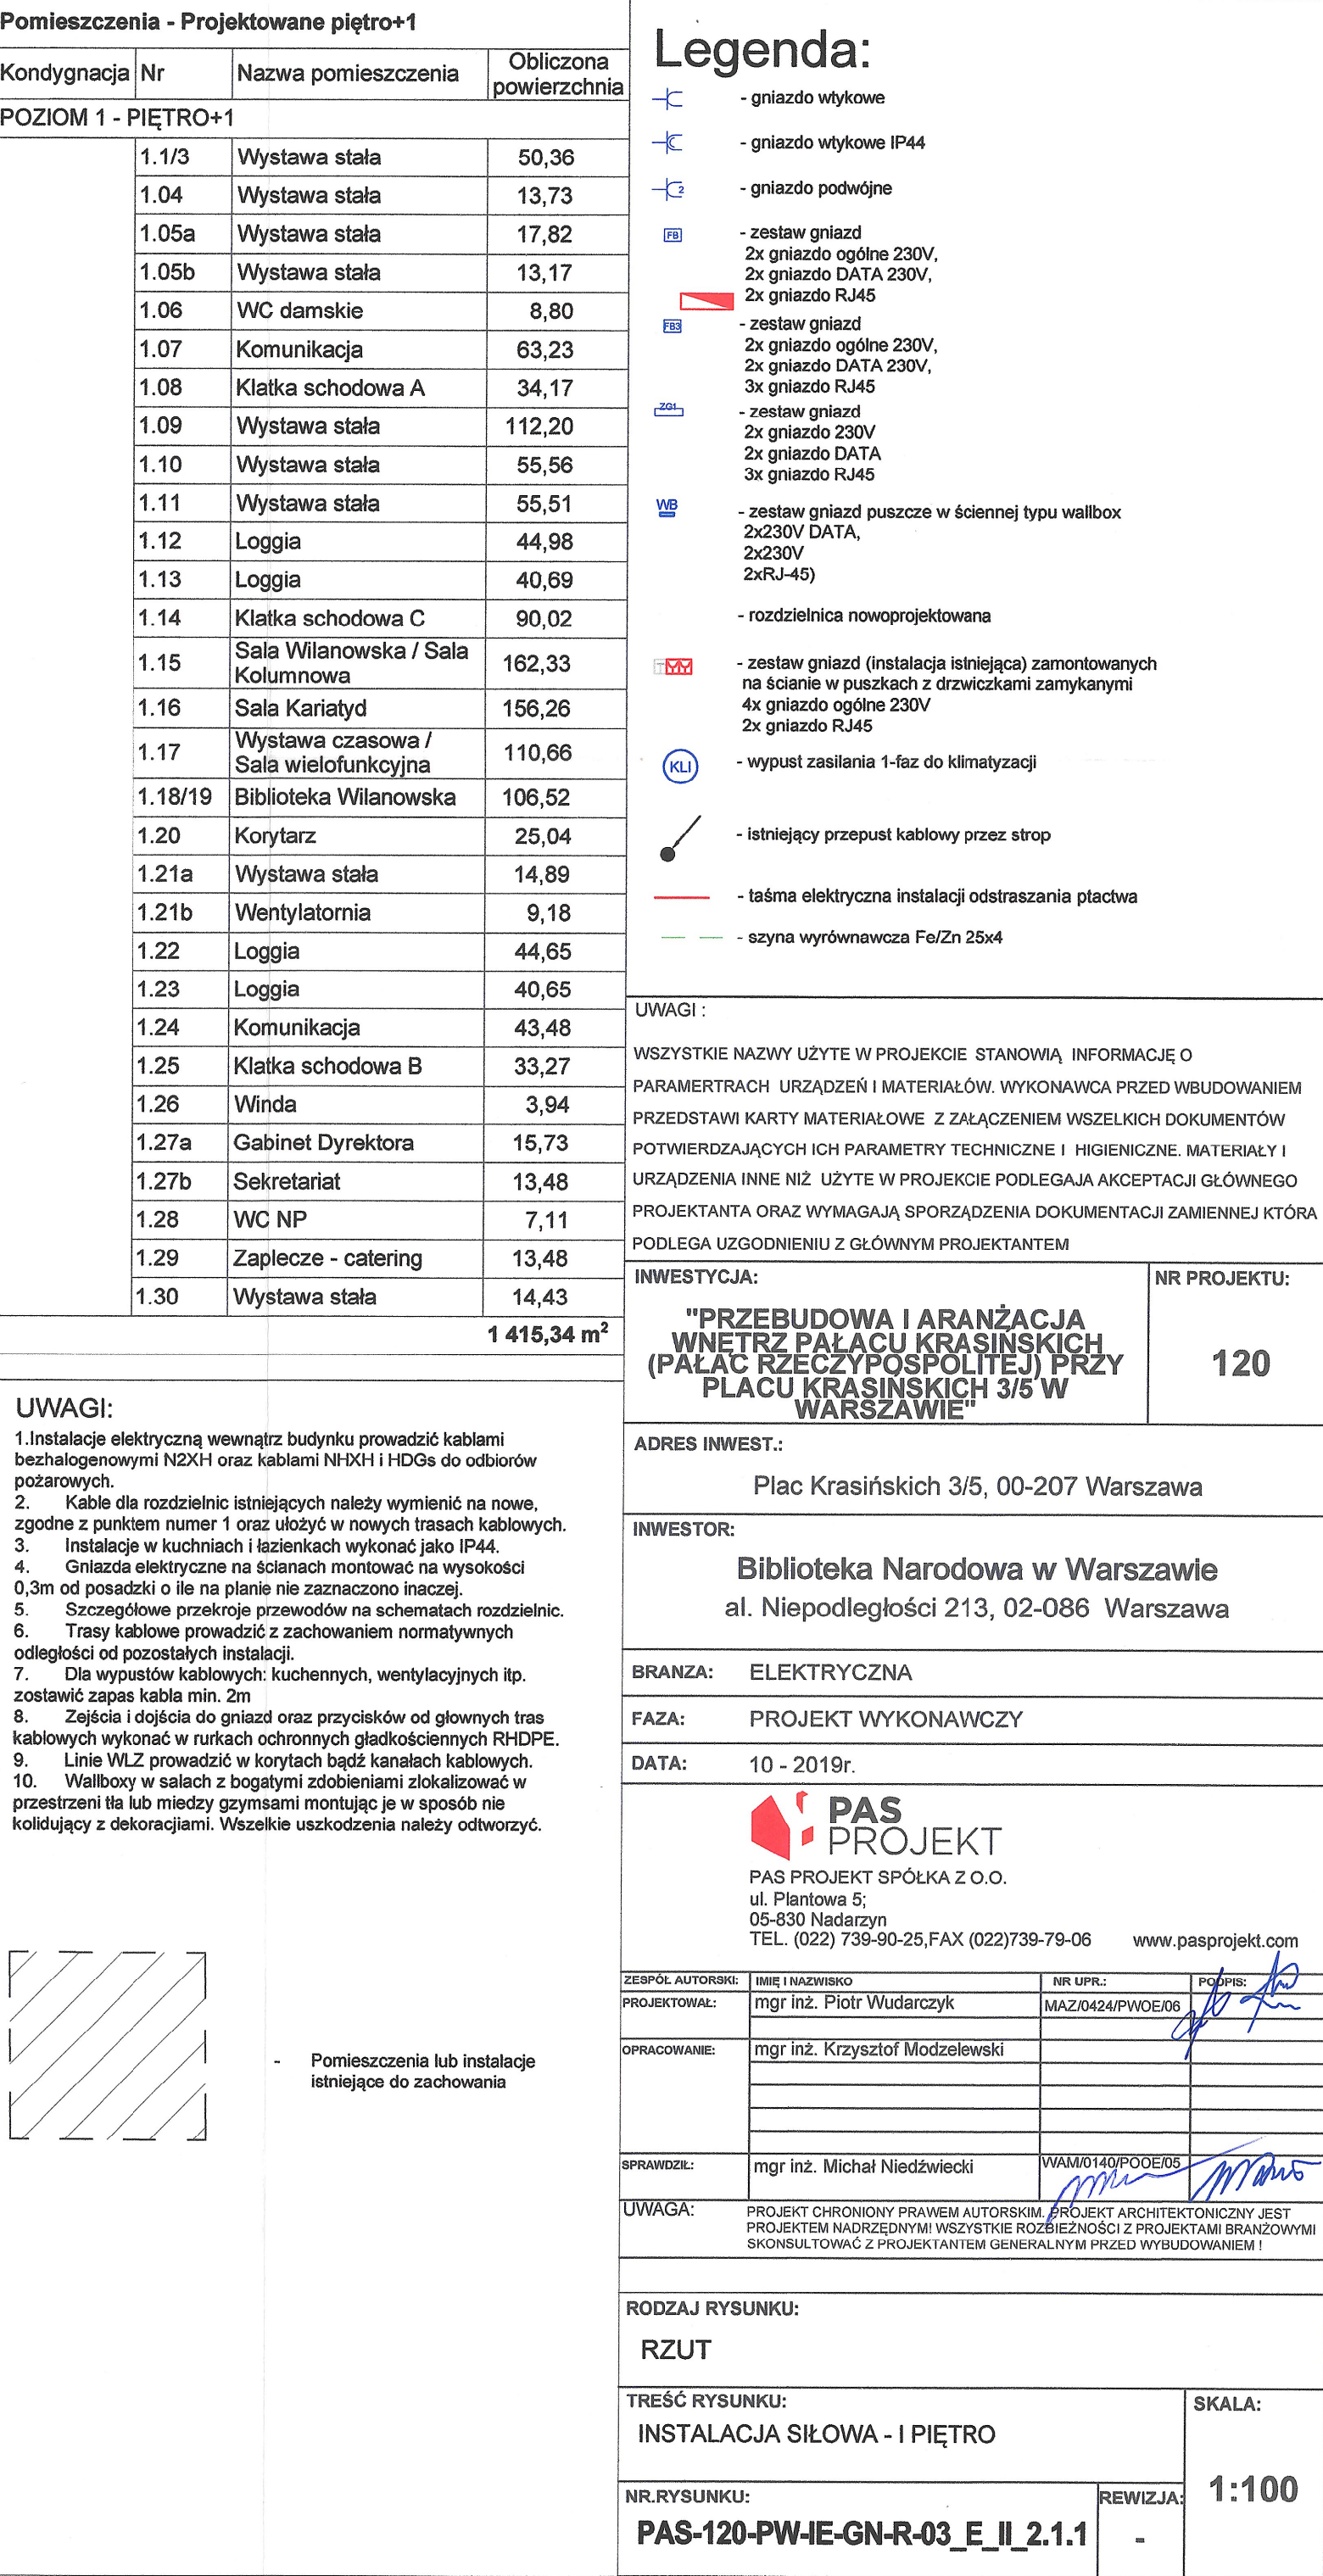 Pomieszczenia - Projektowane piętro+1
Kondygnacja Nr Nazwa pomieszczenia Obliczona powierzchnia
POZIOM 1 - PIĘTRO+1
1.1/3 Wystawa stała 50,36
1.04 Wystawa stała 13,73
1.05a Wystawa stała 17,82
1.05b Wystawa stała 13,17
1.06 WC damskie 8,80
1.07 Komunikacja 63,23
1.08 Klatka schodowa A 34,17
1.09 Wystawa stała 112,20
1.10 Wystawa stała 55,56
1.11 Wystawa stała 55,51
1.12 Loggia 44,98
1.13 Loggia 40,69
1.14 Klatka schodowa C 90,02
1.15 Sala Wilanowska / Sala Kolumnowa 162,33
1.16 Sala Kariatyd 156,26
1.17 Wystawa czasowa / Sala wielofunkcyjna 110,66
1.18/19 Biblioteka Wilanowska 106,52
1.20 Korytarz 25,04
1.21a Wystawa stała 14,89
1.21b Wentylatornia 9,18
1.22 Loggia 44,65
1.23 Loggia 40,65
1.24 Komunikacja 43,48
1.25 Klatka schodowa B 33,27
1.26 Winda 3,94
1.27a Gabinet Dyrektora 15,73
1.27b Sekretariat 13,48
1.28 WC NP 7,11
1.29 Zaplecze - catering 13,48
1.30 Wystawa stała 14,43
1 415,34 m²
UWAGI:
1.Instalacje elektryczną wewnątrz budynku prowadzić kablami
bezhalogenowymi N2XH oraz kablami NHXH i HDGs do odbiorów
pożarowych.
2. Kable dla rozdzielnic istniejących należy wymienić na nowe,
zgodne z punktem numer 1 oraz ułożyć w nowych trasach kablowych.
3. Instalacje w kuchniach i łazienkach wykonać jako IP44.
4. Gniazda elektryczne na ścianach montować na wysokości
0,3m od posadzki o ile na planie nie zaznaczono inaczej.
5. Szczegółowe przekroje przewodów na schematach rozdzielnic.
6. Trasy kablowe prowadzić z zachowaniem normatywnych
odległości od pozostałych instalacji.
7. Dla wypustów kablowych: kuchennych, wentylacyjnych itp.
zostawić zapas kabla min. 2m
8. Zejścia i dojścia do gniazd oraz przycisków od głownych tras
kablowych wykonać w rurkach ochronnych gładkościennych RHDPE.
9. Linie WLZ prowadzić w korytach bądź kanałach kablowych.
10. Wallboxy w salach z bogatymi zdobieniami zlokalizować w
przestrzeni tła lub miedzy gzymsami montując je w sposób nie
kolidujący z dekoracjiami. Wszelkie uszkodzenia należy odtworzyć.
- Pomieszczenia lub instalacje
istniejące do zachowania
Legenda:
- gniazdo wtykowe
- gniazdo wtykowe IP44
2 - gniazdo podwójne
FB - zestaw gniazd
2x gniazdo ogólne 230V,
2x gniazdo DATA 230V,
2x gniazdo RJ45
FB3 - zestaw gniazd
2x gniazdo ogólne 230V,
2x gniazdo DATA 230V,
3x gniazdo RJ45
ZG1 - zestaw gniazd
2x gniazdo 230V
2x gniazdo DATA
3x gniazdo RJ45
WB - zestaw gniazd puszcze w ściennej typu wallbox
2x230V DATA,
2x230V
2xRJ-45)
- rozdzielnica nowoprojektowana
- zestaw gniazd (instalacja istniejąca) zamontowanych
na ścianie w puszkach z drzwiczkami zamykanymi
4x gniazdo ogólne 230V
2x gniazdo RJ45
KLI - wypust zasilania 1-faz do klimatyzacji
- istniejący przepust kablowy przez strop
- taśma elektryczna instalacji odstraszania ptactwa
- szyna wyrównawcza Fe/Zn 25x4
UWAGI :
WSZYSTKIE NAZWY UŻYTE W PROJEKCIE STANOWIĄ INFORMACJĘ O
PARAMERTRACH URZĄDZEŃ I MATERIAŁÓW. WYKONAWCA PRZED WBUDOWANIEM
PRZEDSTAWI KARTY MATERIAŁOWE Z ZAŁĄCZENIEM WSZELKICH DOKUMENTÓW
POTWIERDZAJĄCYCH ICH PARAMETRY TECHNICZNE I HIGIENICZNE. MATERIAŁY I
URZĄDZENIA INNE NIŻ UŻYTE W PROJEKCIE PODLEGAJA AKCEPTACJI GŁÓWNEGO
PROJEKTANTA ORAZ WYMAGAJĄ SPORZĄDZENIA DOKUMENTACJI ZAMIENNEJ KTÓRA
PODLEGA UZGODNIENIU Z GŁÓWNYM PROJEKTANTEM
INWESTYCJA: NR PROJEKTU:
"PRZEBUDOWA I ARANŻACJA
WNĘTRZ PAŁACU KRASIŃSKICH
(PAŁAC RZECZYPOSPOLITEJ) PRZY
PLACU KRASIŃSKICH 3/5 W
WARSZAWIE"
120
ADRES INWEST.:
Plac Krasińskich 3/5, 00-207 Warszawa
INWESTOR:
Biblioteka Narodowa w Warszawie
al. Niepodległości 213, 02-086 Warszawa
BRANZA: ELEKTRYCZNA
FAZA: PROJEKT WYKONAWCZY
DATA: 10 - 2019r.
PAS
PROJEKT
PAS PROJEKT SPÓŁKA Z O.O.
ul. Plantowa 5;
05-830 Nadarzyn
TEL. (022) 739-90-25,FAX (022)739-79-06 www.pasprojekt.com
ZESPÓŁ AUTORSKI: IMIĘ I NAZWISKO NR UPR.: PODPIS:
PROJEKTOWAŁ: mgr inż. Piotr Wudarczyk MAZ/0424/PWOE/06
OPRACOWANIE: mgr inż. Krzysztof Modzelewski
SPRAWDZIŁ: mgr inż. Michał Niedźwiecki WAM/0140/POOE/05
UWAGA: PROJEKT CHRONIONY PRAWEM AUTORSKIM. PROJEKT ARCHITEKTONICZNY JEST
PROJEKTEM NADRZĘDNYM! WSZYSTKIE ROZBIEŻNOŚCI Z PROJEKTAMI BRANŻOWYMI
SKONSULTOWAĆ Z PROJEKTANTEM GENERALNYM PRZED WYBUDOWANIEM !
RODZAJ RYSUNKU:
RZUT
TREŚĆ RYSUNKU: SKALA:
INSTALACJA SIŁOWA - I PIĘTRO
1:100
NR.RYSUNKU: REWIZJA:
PAS-120-PW-IE-GN-R-03_E_II_2.1.1 -